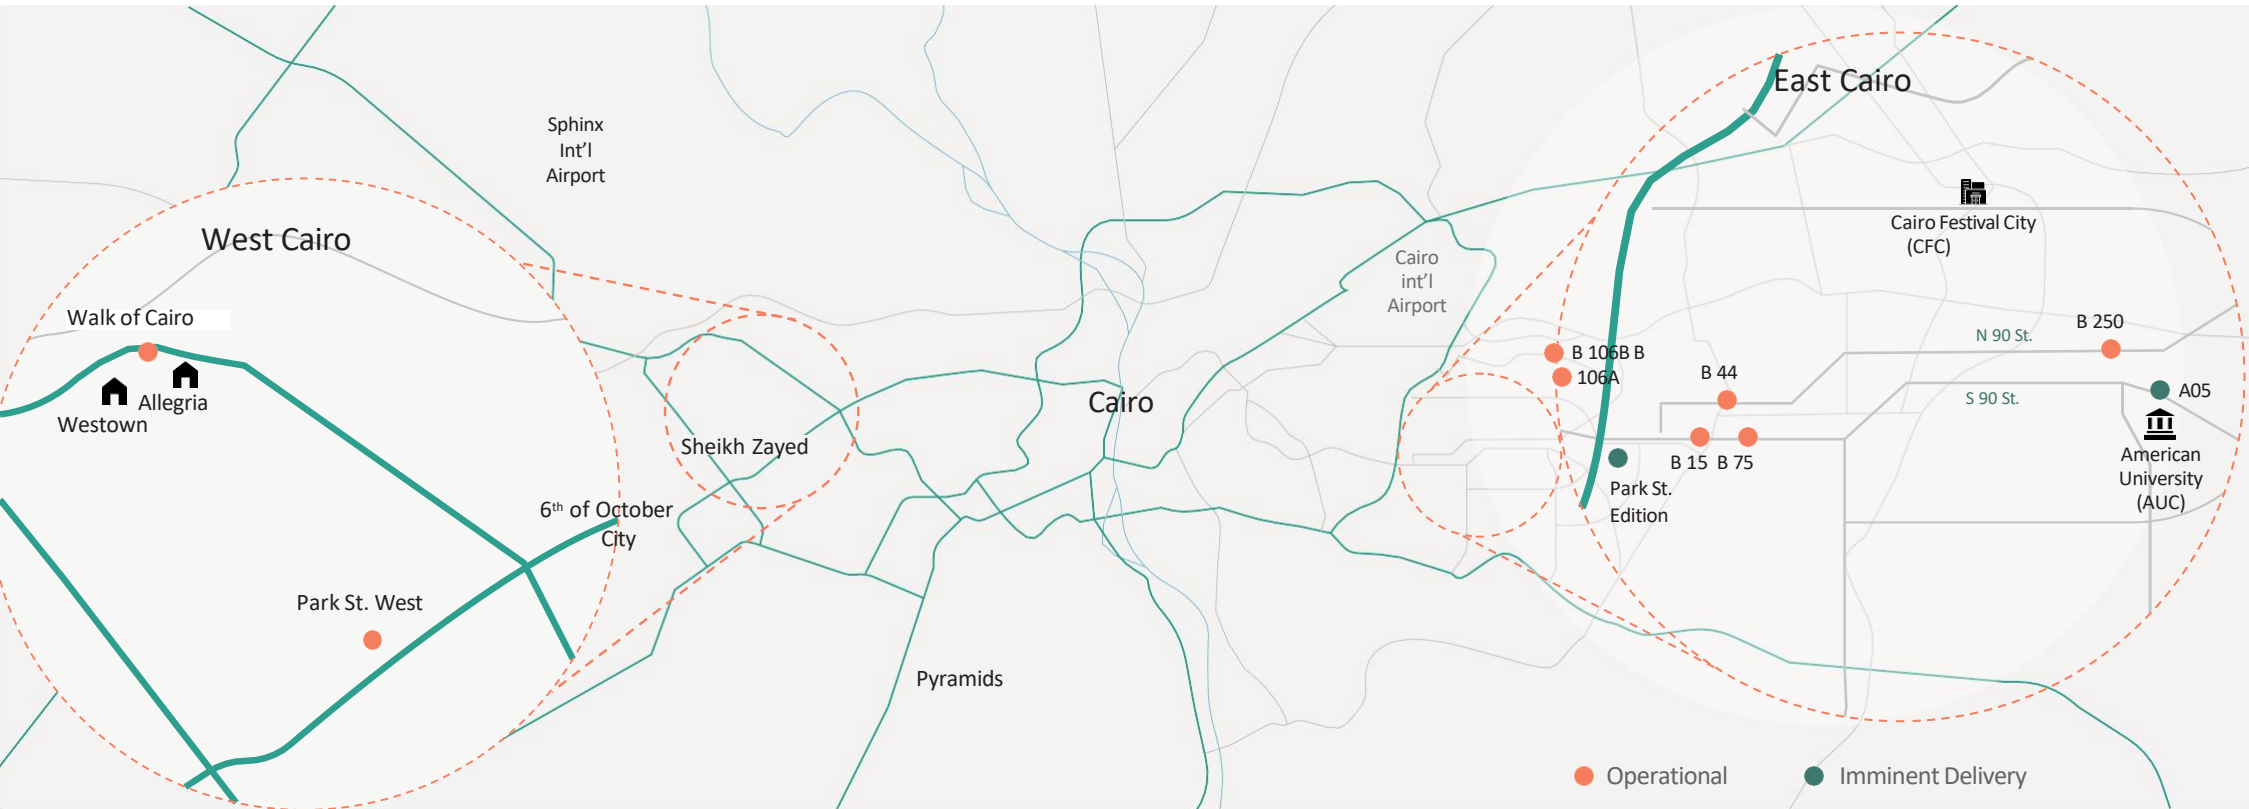 East Cairo
Sphinx
Int'l
Airport
West Cairo
Cairo Festival City
(CFC)
Cairo
int'l
Airport
Walk of Cairo
B 250
N 90 St.
B 106B B
106A
B 44
A05
S 90 St.
Allegria
Westown
Cairo
Sheikh Zayed
American
University
(AUC)
B 15 B 75
Park St.
Edition
6th of October
City
Park St. West
Pyramids
Operational
Imminent Delivery